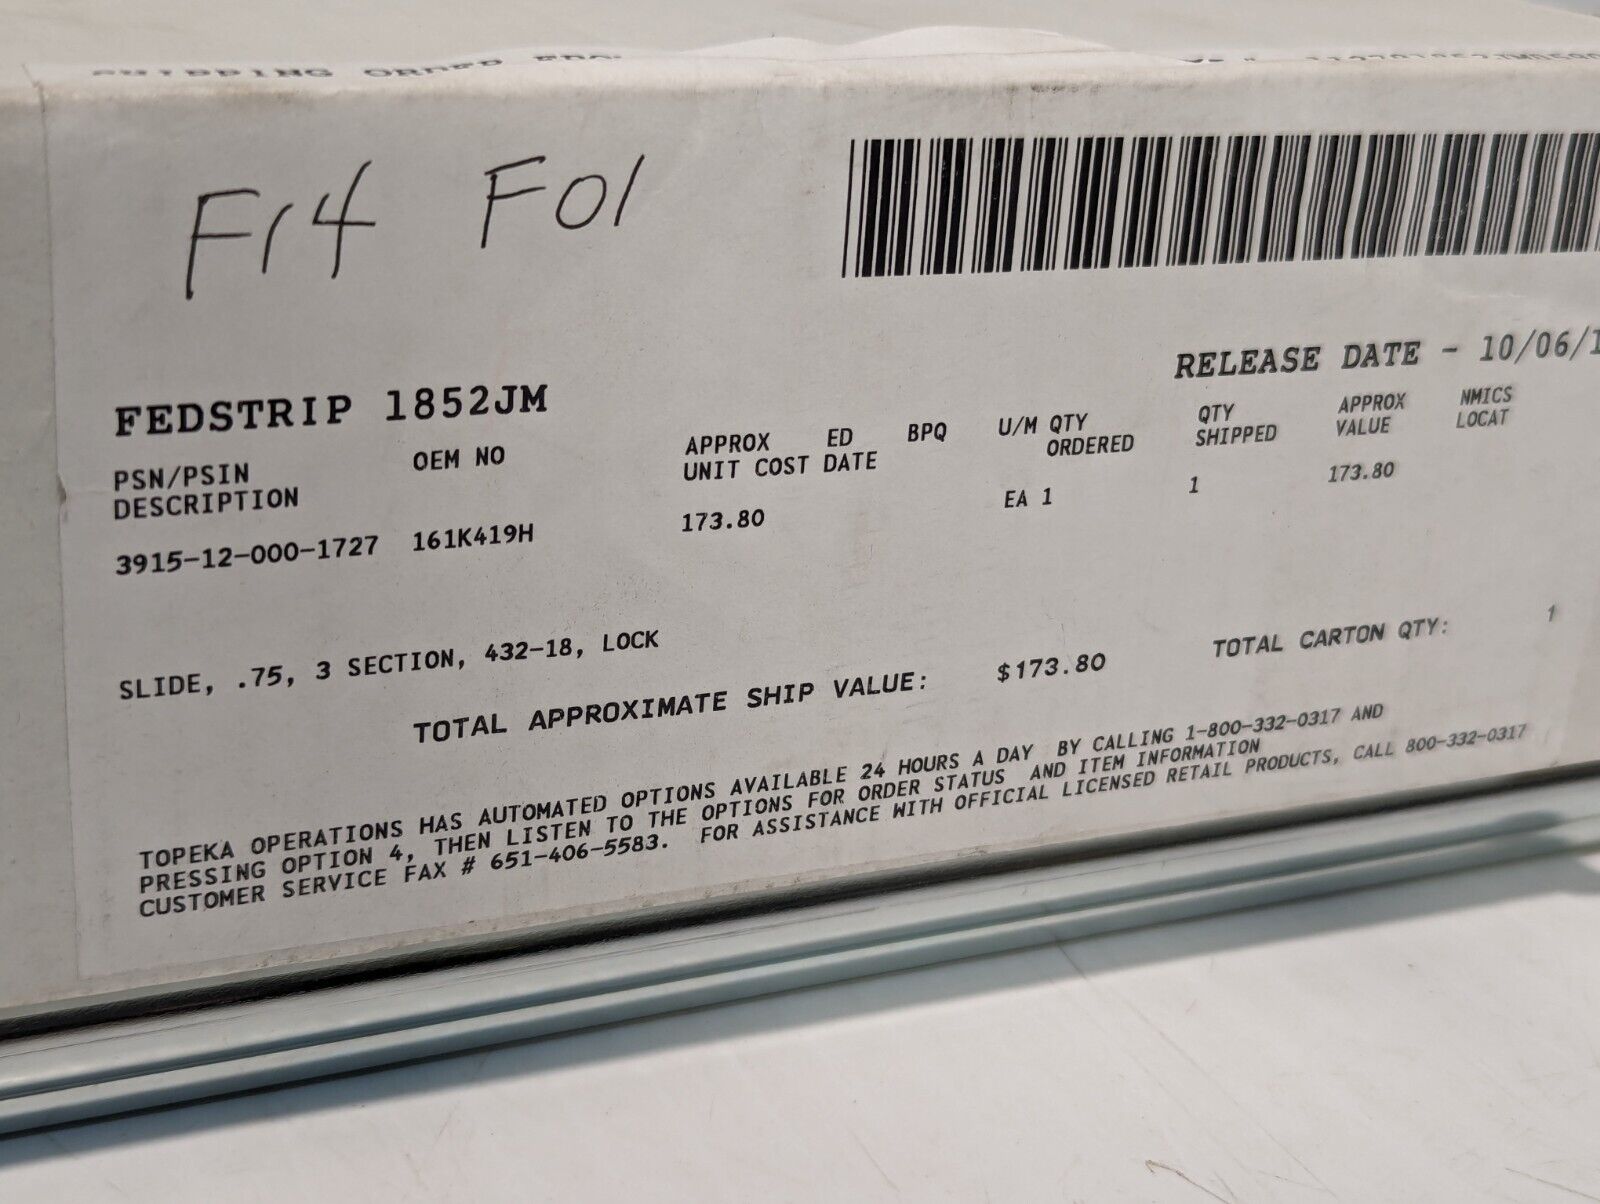 SHIPPING ORDER
F14 F01
RELEASE DATE - 10/06/1
FEDSTRIP 1852JM
PSN/PSIN OEM NO APPROX ED BPQ U/M QTY QTY APPROX NMICS
DESCRIPTION UNIT COST DATE ORDERED SHIPPED VALUE LOCAT
3915-12-000-1727 161K419H 173.80 EA 1 1 173.80
SLIDE, .75, 3 SECTION, 432-18, LOCK
TOTAL APPROXIMATE SHIP VALUE: $173.80 TOTAL CARTON QTY: 1
TOPEKA OPERATIONS HAS AUTOMATED OPTIONS AVAILABLE 24 HOURS A DAY BY CALLING 1-800-332-0317 AND
PRESSING OPTION 4, THEN LISTEN TO THE OPTIONS FOR ORDER STATUS AND ITEM INFORMATION
CUSTOMER SERVICE FAX # 651-406-5583. FOR ASSISTANCE WITH OFFICIAL LICENSED RETAIL PRODUCTS, CALL 800-332-0317